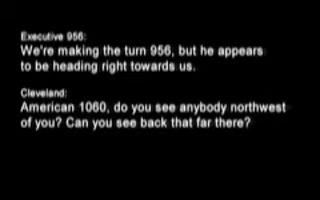 Executive 956:
We're making the turn 956, but he appears
to be heading right towards us.
Cleveland:
American 1060, do you see anybody northwest
of you? Can you see back that far there?